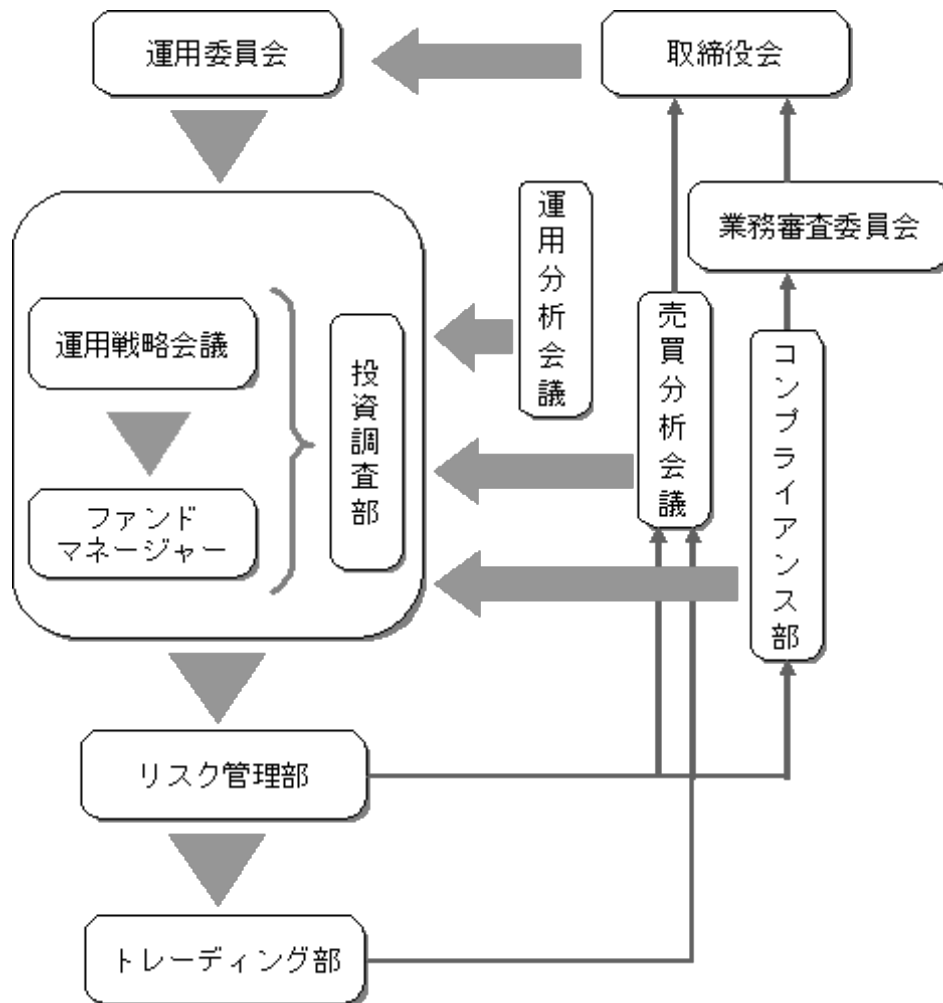 運用委員会
取締役会
運用分析会議
業務審査委員会
運用戦略会議
投資調査部
売買分析会議
コンプライアンス部
ファンド
マネージャー
リスク管理部
トレーディング部